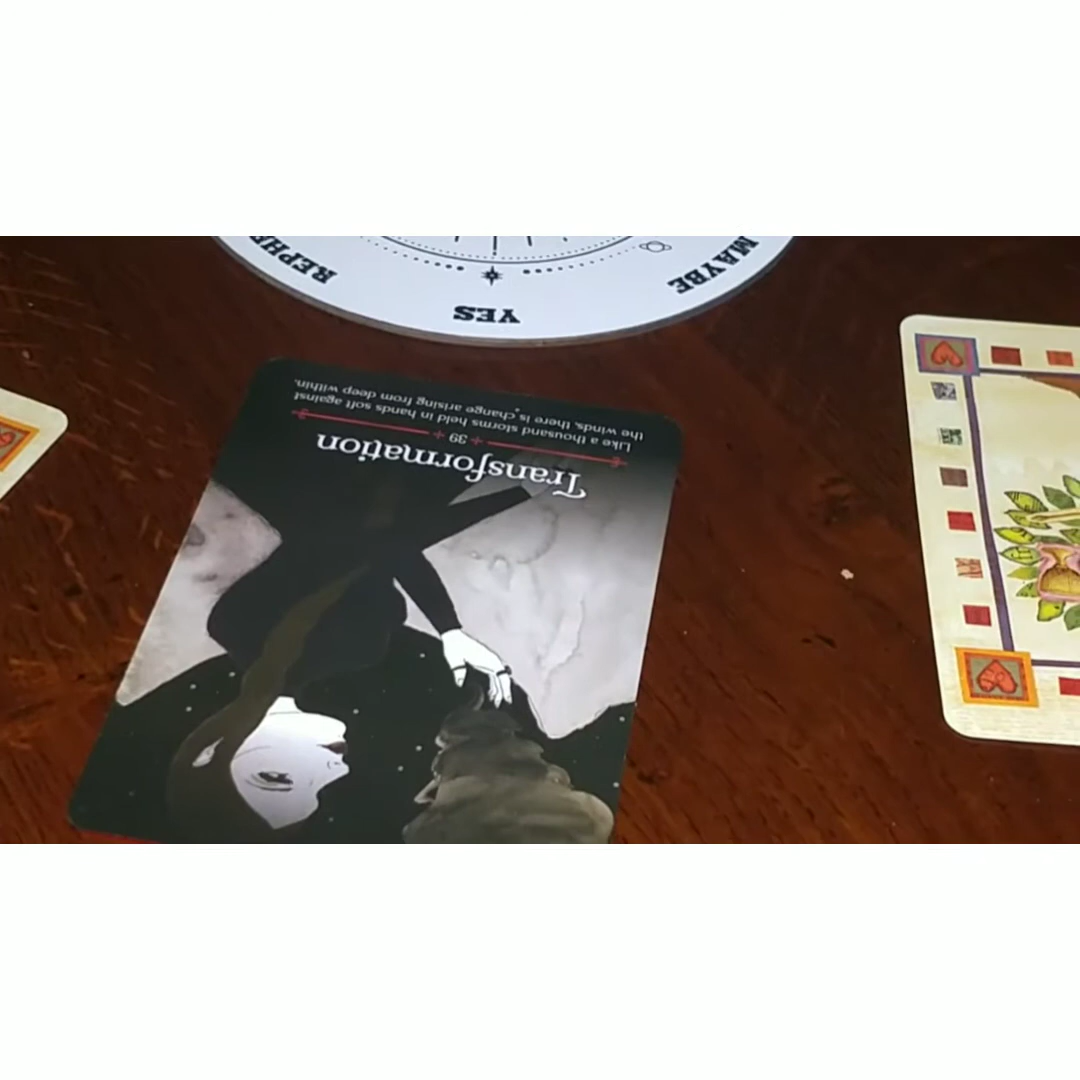 REPH
YES
MAYBE
Transformation
39
Like a thousand storms held in hands soft against
the winds, there is change arising from deep within.